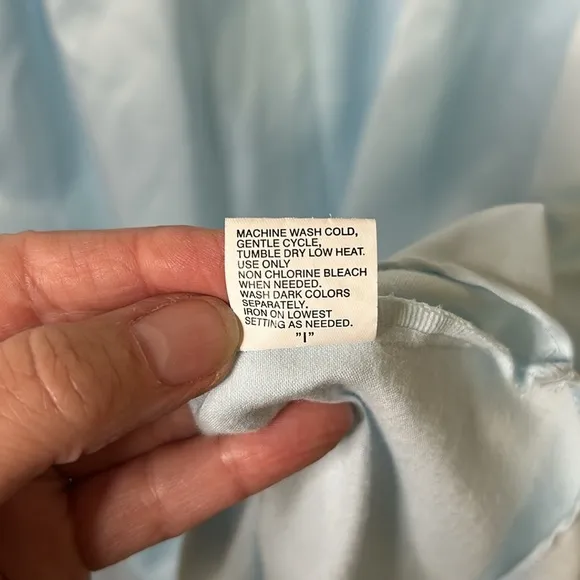 MACHINE WASH COLD,
GENTLE CYCLE,
TUMBLE DRY LOW HEAT.
USE ONLY
NON CHLORINE BLEACH
WHEN NEEDED.
WASH DARK COLORS
SEPARATELY.
IRON ON LOWEST
SETTING AS NEEDED.
"I"